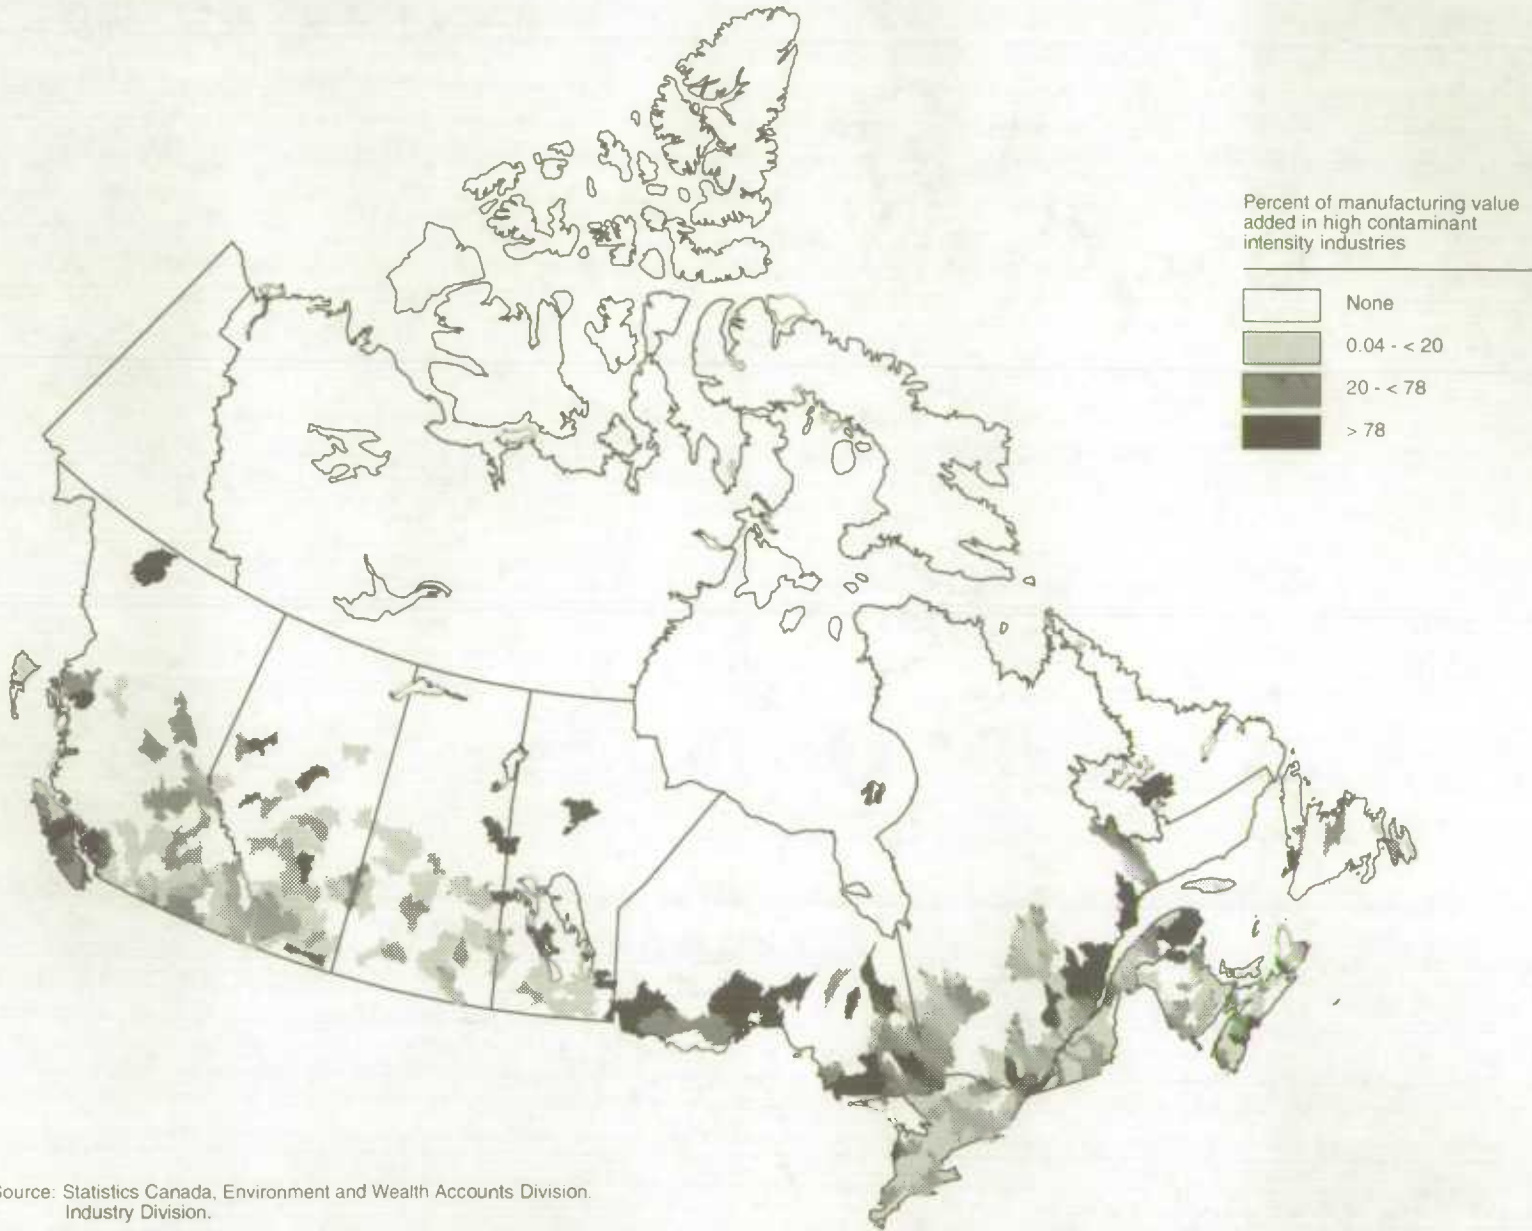 Percent of manufacturing value
added in high contaminant
intensity industries
None
0.04 - < 20
20 - < 78
> 78
Source: Statistics Canada, Environment and Wealth Accounts Division.
Industry Division.